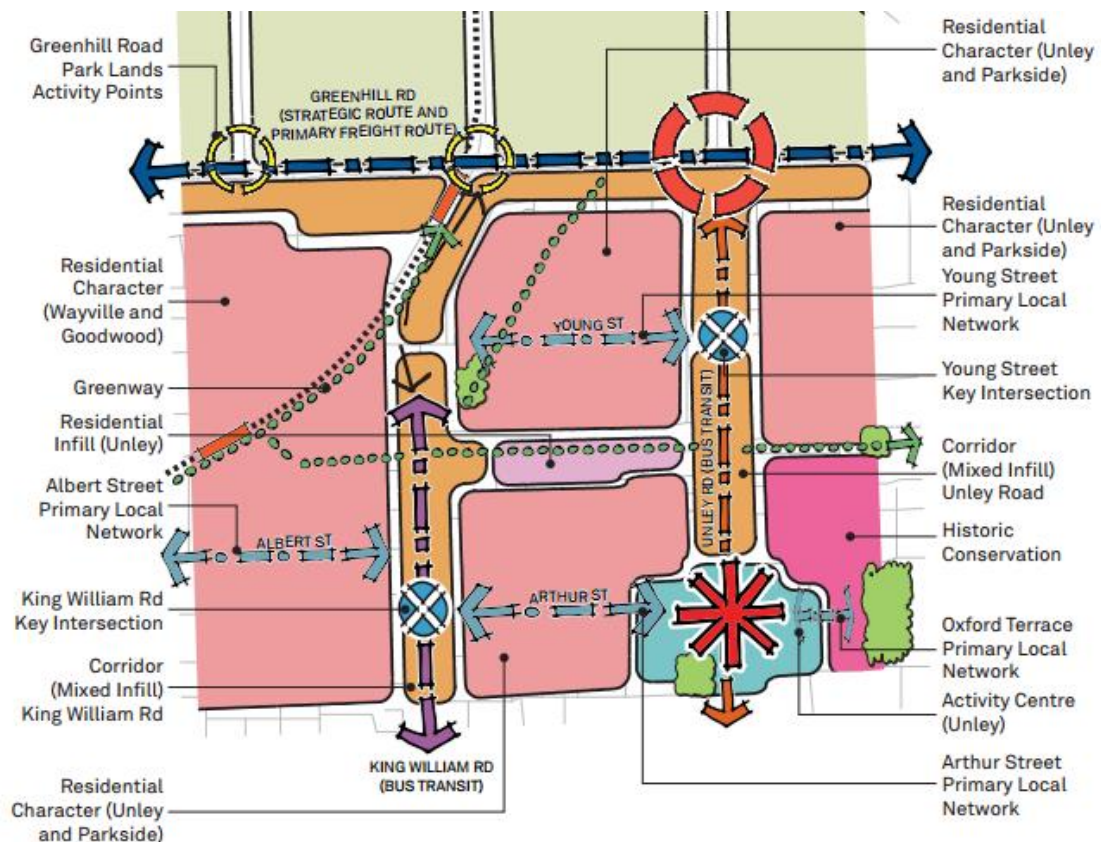 Greenhill Road
Park Lands
Activity Points
Residential
Character
(Wayville and
Goodwood)
Greenway
Residential
Infill (Unley)
Albert Street
Primary Local
Network
King William Rd
Key Intersection
Corridor
(Mixed Infill)
King William Rd
Residential
Character (Unley
and Parkside)
GREENHILL RD
(STRATEGIC ROUTE AND
PRIMARY FREIGHT ROUTE)
YOUNG ST
UNLEY RD (BUS TRANSIT)
ALBERT ST
ARTHUR ST
KING WILLIAM RD
(BUS TRANSIT)
Residential
Character (Unley
and Parkside)
Residential
Character (Unley
and Parkside)
Young Street
Primary Local
Network
Young Street
Key Intersection
Corridor
(Mixed Infill)
Unley Road
Historic
Conservation
Oxford Terrace
Primary Local
Network
Activity Centre
(Unley)
Arthur Street
Primary Local
Network